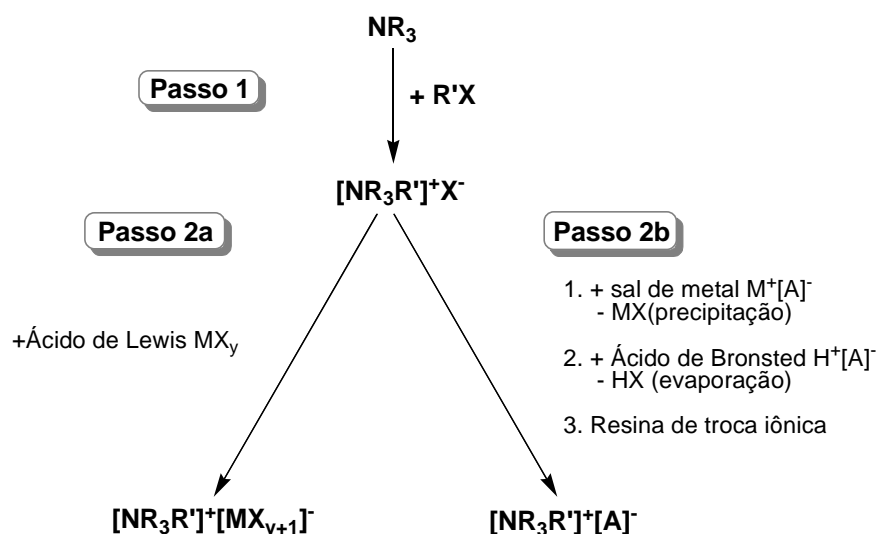 NR₃
Passo 1
+ R'X
[NR₃R']⁺X⁻
Passo 2a
Passo 2b
+Ácido de Lewis MXy
1. + sal de metal M⁺[A]⁻
- MX(precipitação)
2. + Ácido de Bronsted H⁺[A]⁻
- HX (evaporação)
3. Resina de troca iônica
[NR₃R']⁺[MXy+1]⁻
[NR₃R']⁺[A]⁻